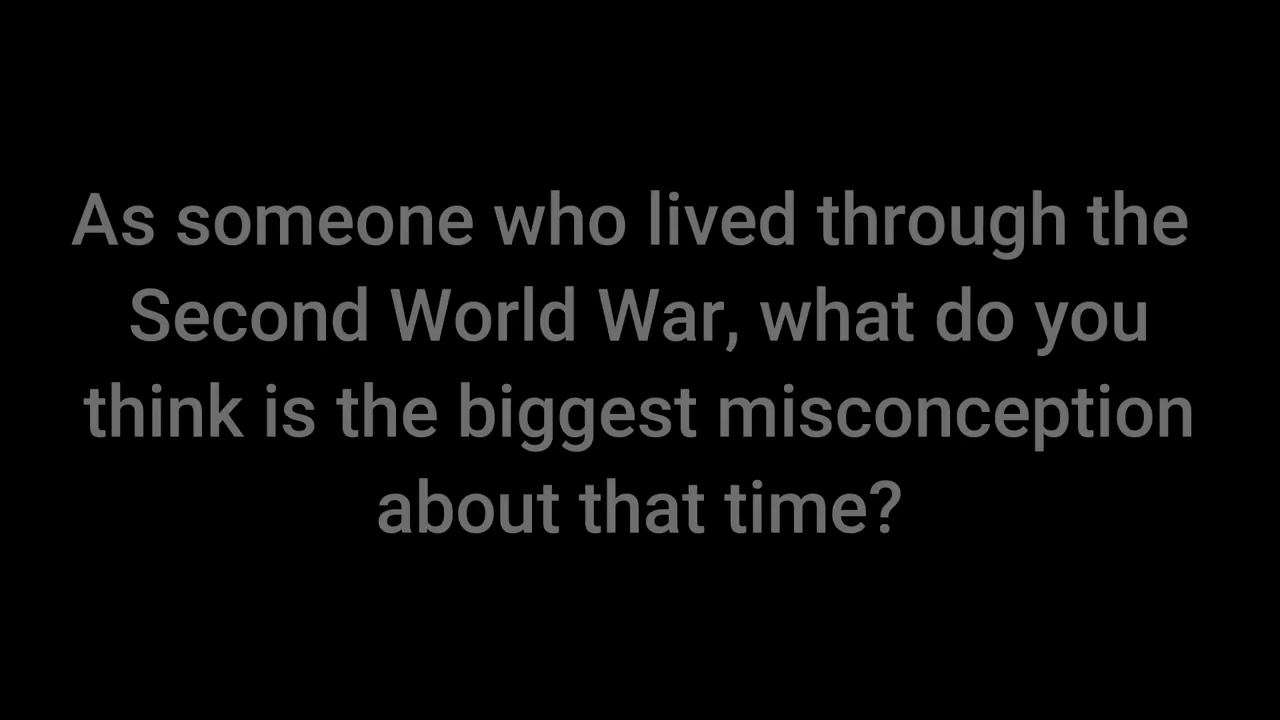 As someone who lived through the
Second World War, what do you
think is the biggest misconception
about that time?